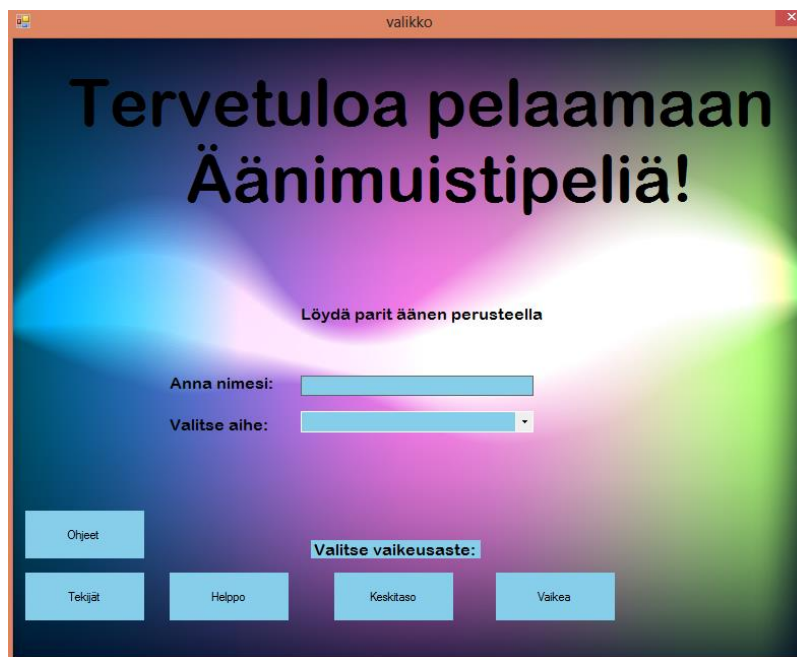 valikko
Tervetuloa pelaamaan
Äänimuistipeliä!
Löydä parit äänen perusteella
Anna nimesi:
Valitse aihe:
Ohjeet
Valitse vaikeusaste:
Tekijät
Helppo
Keskitaso
Vaikea